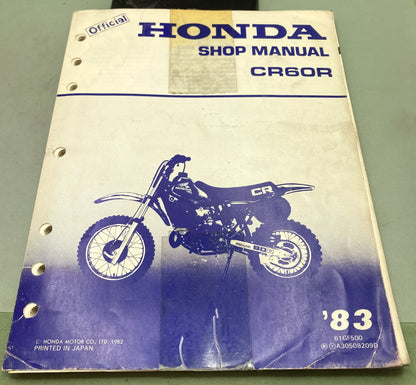 Official
HONDA
SHOP MANUAL
CR60R
CR
'83
© HONDA MOTOR CO., LTD. 1982
PRINTED IN JAPAN